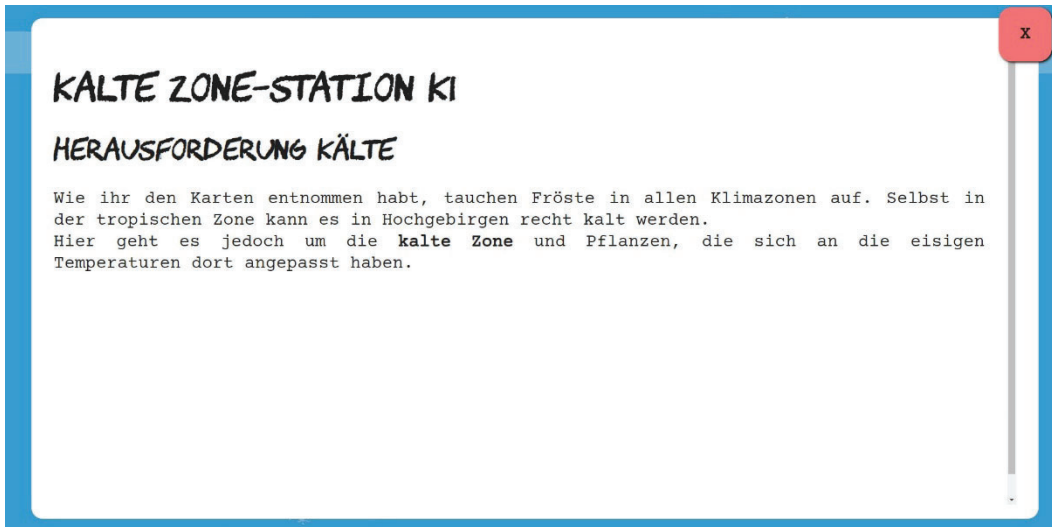 X
KALTE ZONE-STATION K1
HERAUSFORDERUNG KÄLTE
Wie ihr den Karten entnommen habt, tauchen Fröste in allen Klimazonen auf. Selbst in
der tropischen Zone kann es in Hochgebirgen recht kalt werden.
Hier geht es jedoch um die kalte Zone und Pflanzen, die sich an die eisigen
Temperaturen dort angepasst haben.